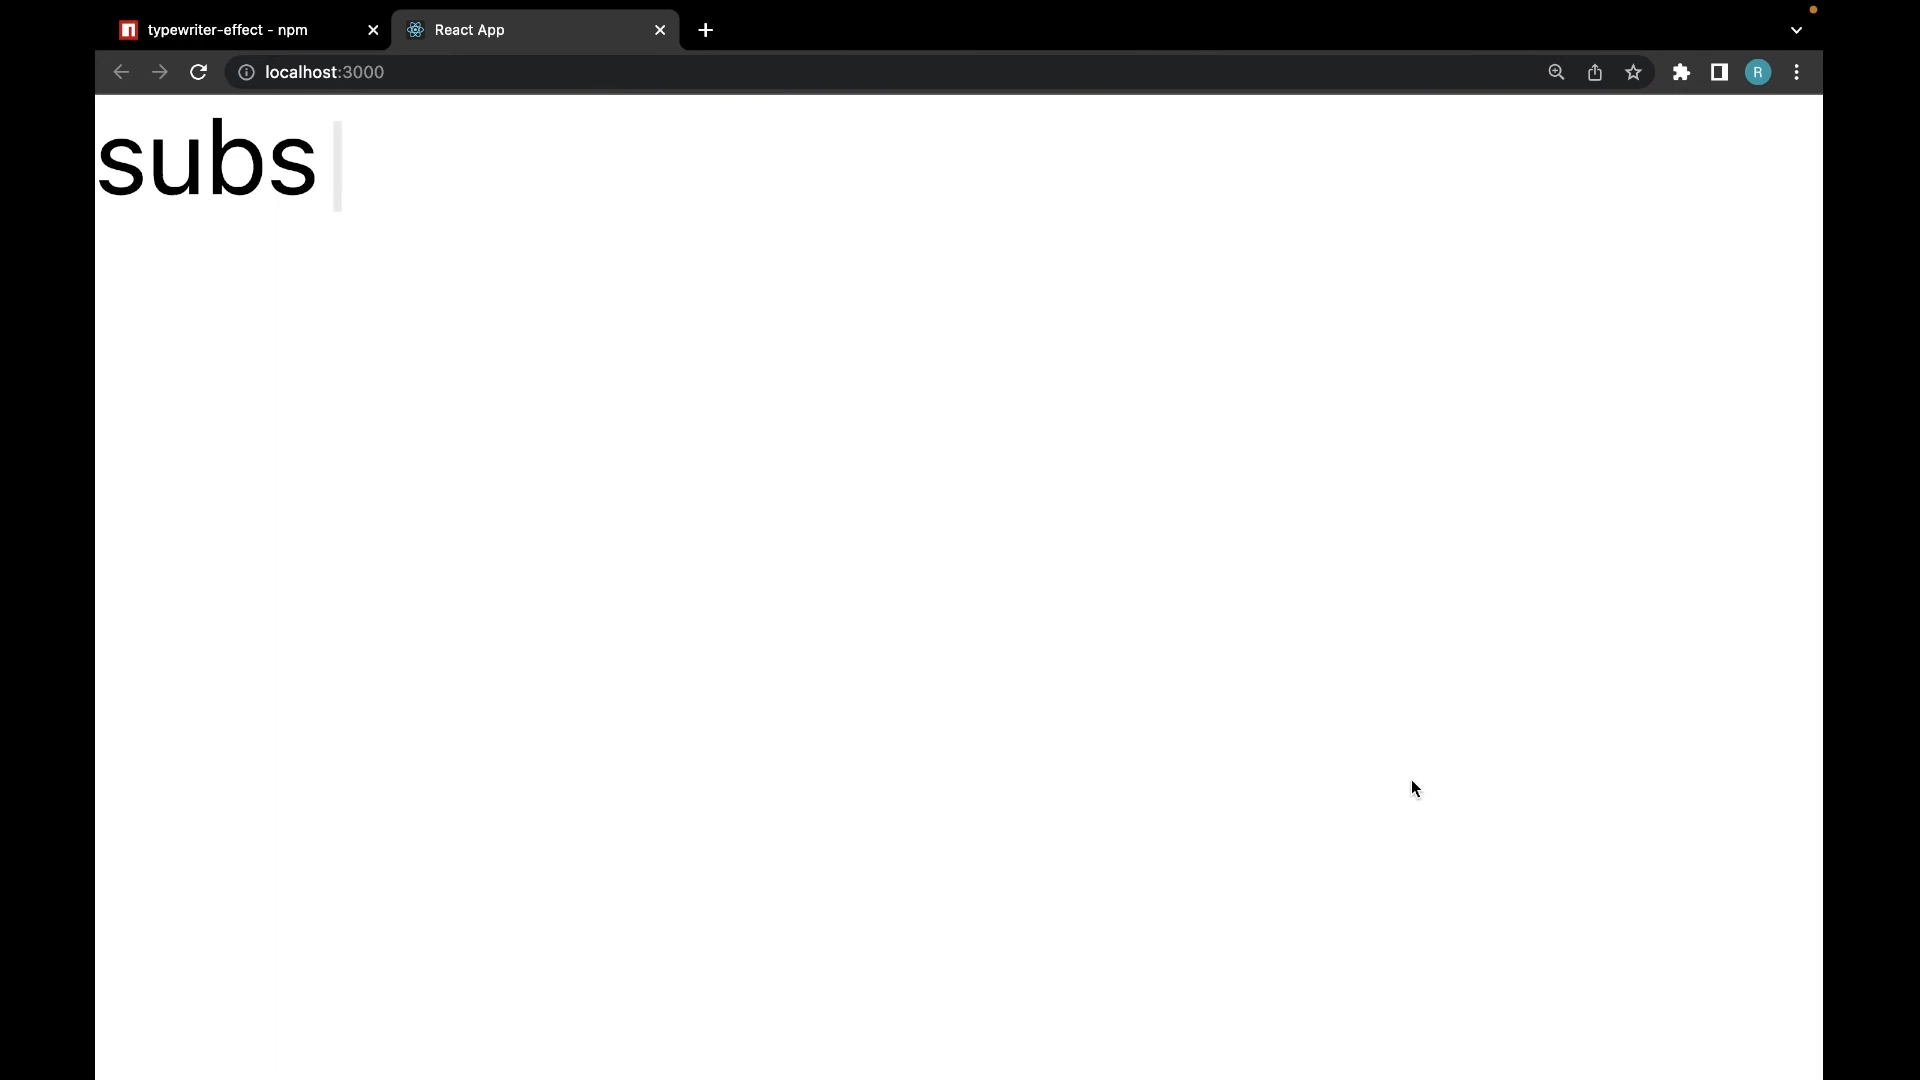 typewriter-effect - npm
React App
localhost:3000
R
subs